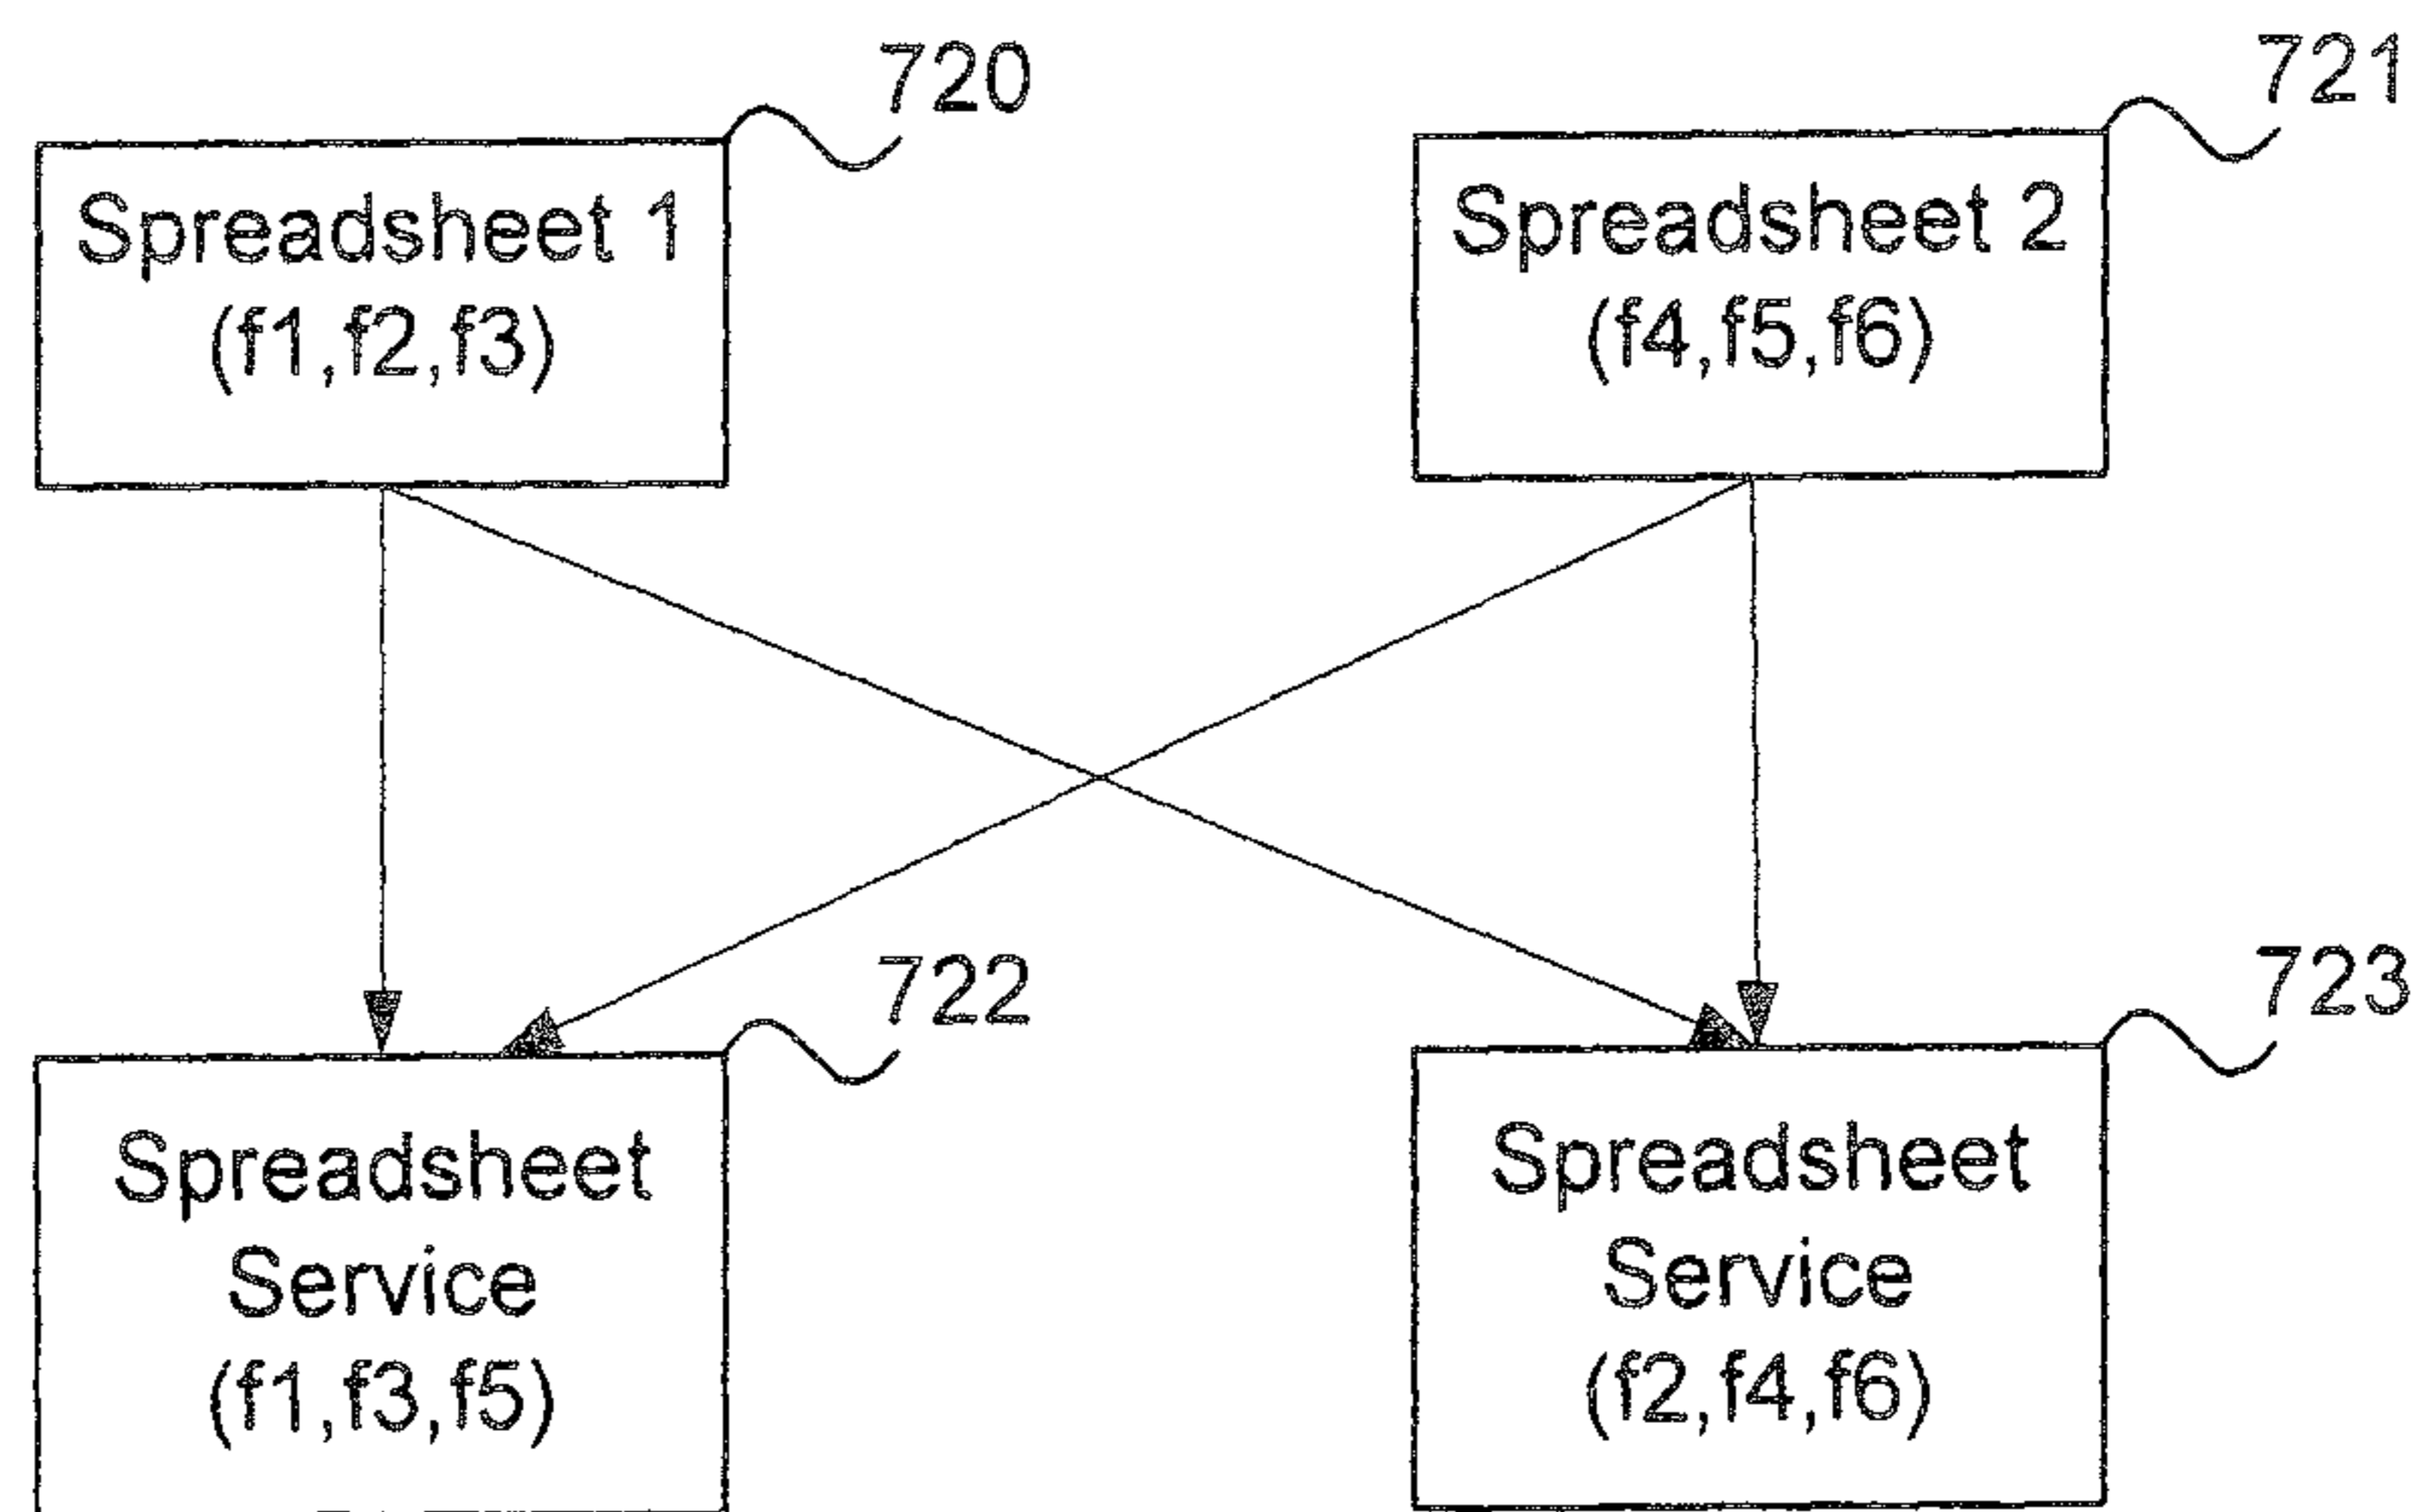 720
Spreadsheet 1
(f1,f2,f3)
721
Spreadsheet 2
(f4,f5,f6)
722
Spreadsheet
Service
(f1,f3,f5)
723
Spreadsheet
Service
(f2,f4,f6)